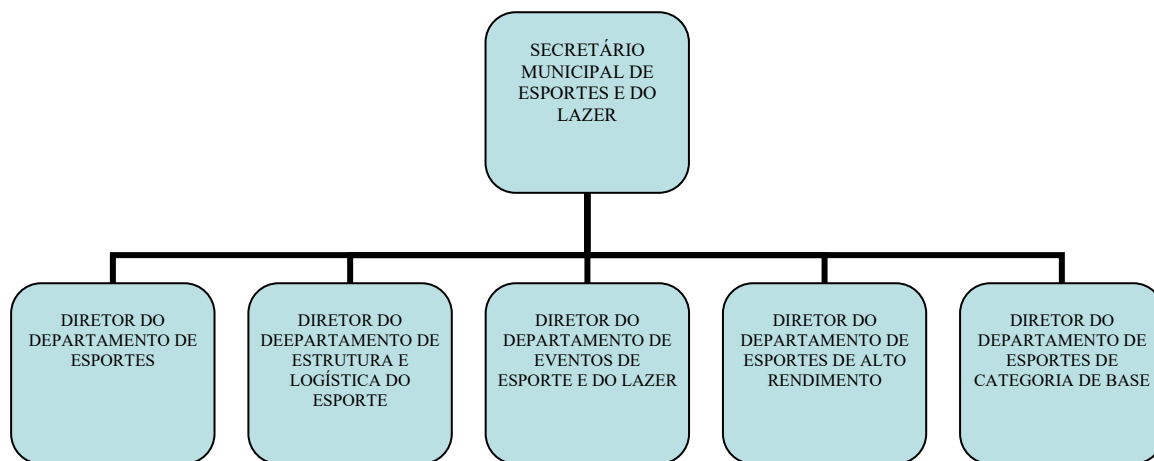 SECRETÁRIO
MUNICIPAL DE
ESPORTES E DO
LAZER
DIRETOR DO
DEPARTAMENTO DE
ESPORTES
DIRETOR DO
DEEPARTAMENTO DE
ESTRUTURA E
LOGÍSTICA DO
ESPORTE
DIRETOR DO
DEPARTAMENTO DE
EVENTOS DE
ESPORTE E DO LAZER
DIRETOR DO
DEPARTAMENTO DE
ESPORTES DE ALTO
RENDIMENTO
DIRETOR DO
DEPARTAMENTO DE
ESPORTES DE
CATEGORIA DE BASE